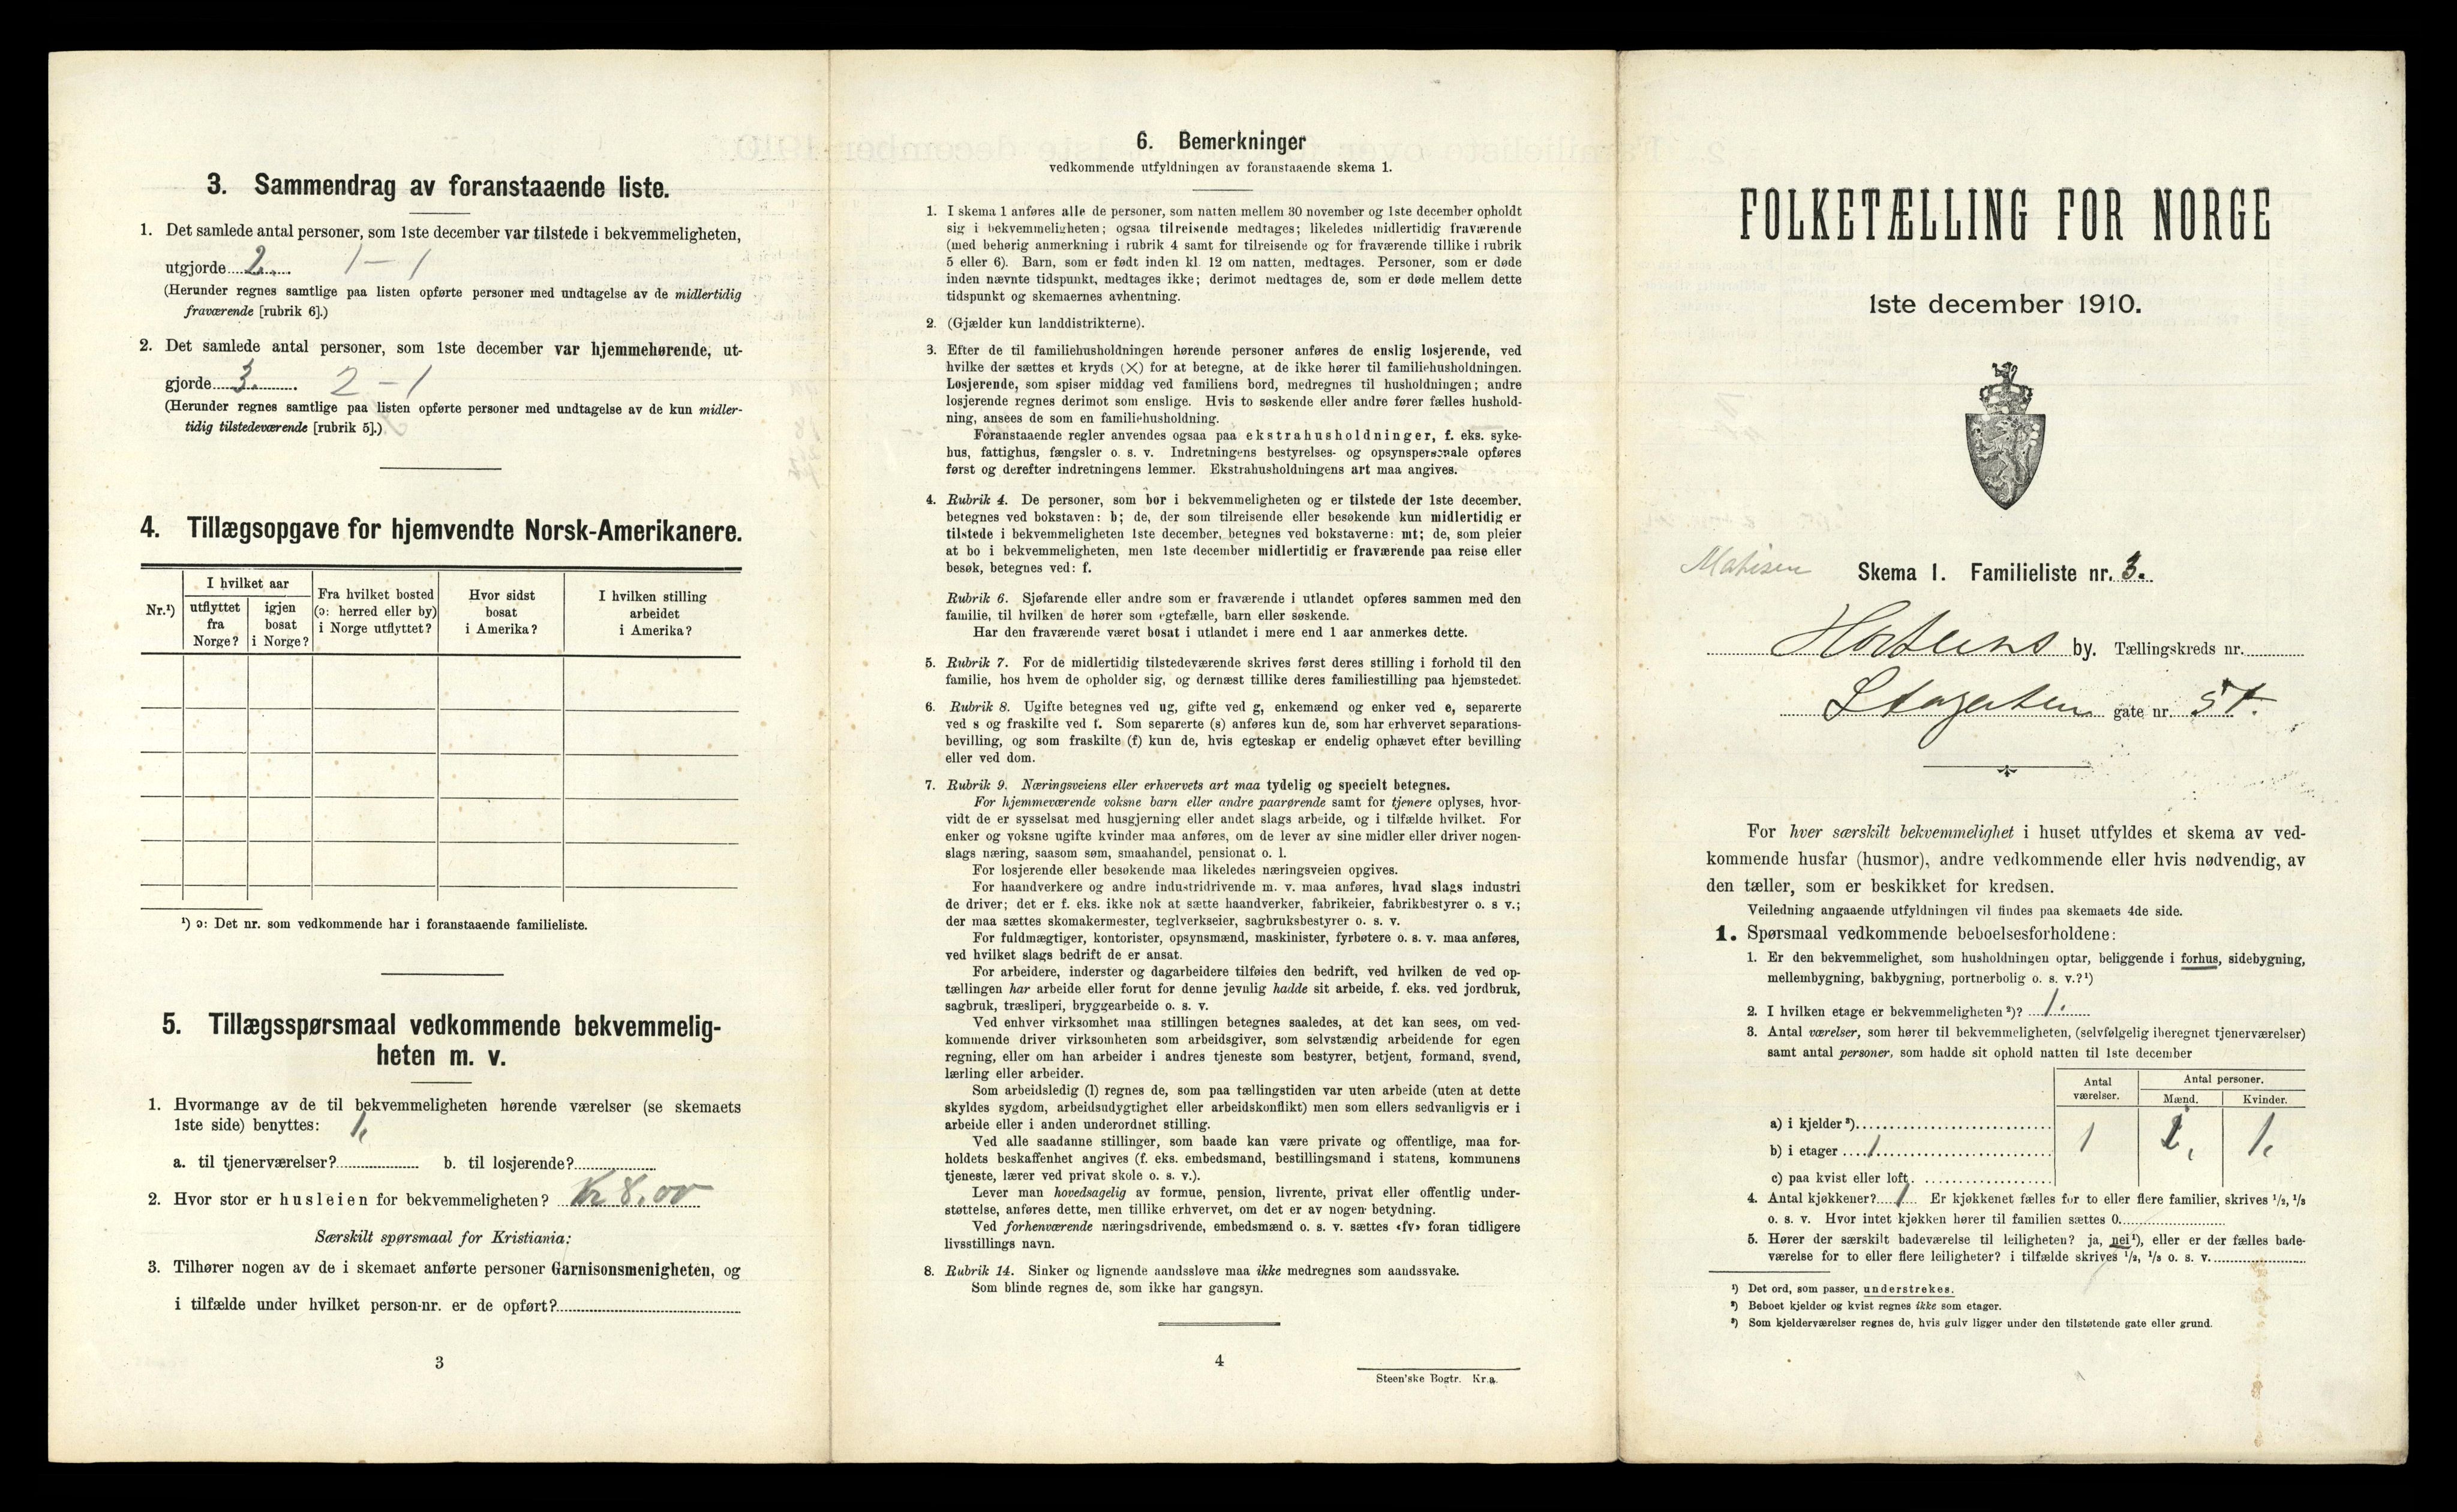 3. Sammendrag av foranstaaende liste.
1. Det samlede antal personer, som 1ste december var tilstede i bekvemmeligheten,
utgjorde 2. 1 – 1
(Herunder regnes samtlige paa listen opførte personer med undtagelse av de midlertidig
fraværende [rubrik 6].)
2. Det samlede antal personer, som 1ste december var hjemmehørende, ut-
gjorde 3. 2 – 1
(Herunder regnes samtlige paa listen opførte personer med undtagelse av de kun midler-
tidig tilstedeværende [rubrik 5].)
4. Tillægsopgave for hjemvendte Norsk-Amerikanere.
Nr.¹)
I hvilket aar
utflyttet
fra
Norge?
igjen
bosat
i Norge?
Fra hvilket bosted
(ɔ: herred eller by)
i Norge utflyttet?
Hvor sidst
bosat
i Amerika?
I hvilken stilling
arbeidet
i Amerika?
¹) ɔ: Det nr. som vedkommende har i foranstaaende familieliste.
5. Tillægsspørsmaal vedkommende bekvemmelig-
heten m. v.
1. Hvormange av de til bekvemmeligheten hørende værelser (se skemaets
1ste side) benyttes: 1,
a. til tjenerværelser? b. til losjerende?
2. Hvor stor er husleien for bekvemmeligheten? Kr 8.00
Særskilt spørsmaal for Kristiania:
3. Tilhører nogen av de i skemaet anførte personer Garnisonsmenigheten, og
i tilfælde under hvilket person-nr. er de opført?
3
6. Bemerkninger
vedkommende utfyldningen av foranstaaende skema 1.
1. I skema 1 anføres alle de personer, som natten mellem 30 november og 1ste december opholdt
sig i bekvemmeligheten; ogsaa tilreisende medtages; likeledes midlertidig fraværende
(med behørig anmerkning i rubrik 4 samt for tilreisende og for fraværende tillike i rubrik
5 eller 6). Barn, som er født inden kl. 12 om natten, medtages. Personer, som er døde
inden nævnte tidspunkt, medtages ikke; derimot medtages de, som er døde mellem dette
tidspunkt og skemaernes avhentning.
2. (Gjælder kun landdistrikterne).
3. Efter de til familiehusholdningen hørende personer anføres de enslig losjerende, ved
hvilke der sættes et kryds (×) for at betegne, at de ikke hører til familiehusholdningen.
Losjerende, som spiser middag ved familiens bord, medregnes til husholdningen; andre
losjerende regnes derimot som enslige. Hvis to søskende eller andre fører fælles hushold-
ning, ansees de som en familiehusholdning.
Foranstaaende regler anvendes ogsaa paa ekstrahusholdninger, f. eks. syke-
hus, fattighus, fængsler o. s. v. Indretningens bestyrelses- og opsynspersonale opføres
først og derefter indretningens lemmer. Ekstrahusholdningens art maa angives.
4. Rubrik 4. De personer, som bor i bekvemmeligheten og er tilstede der 1ste december,
betegnes ved bokstaven: b; de, der som tilreisende eller besøkende kun midlertidig er
tilstede i bekvemmeligheten 1ste december, betegnes ved bokstaverne: mt; de, som pleier
at bo i bekvemmeligheten, men 1ste december midlertidig er fraværende paa reise eller
besøk, betegnes ved: f.
Rubrik 6. Sjøfarende eller andre som er fraværende i utlandet opføres sammen med den
familie, til hvilken de hører som egtefælle, barn eller søskende.
Har den fraværende været bosat i utlandet i mere end 1 aar anmerkes dette.
5. Rubrik 7. For de midlertidig tilstedeværende skrives først deres stilling i forhold til den
familie, hos hvem de opholder sig, og dernæst tillike deres familiestilling paa hjemstedet.
6. Rubrik 8. Ugifte betegnes ved ug, gifte ved g, enkemænd og enker ved e, separerte
ved s og fraskilte ved f. Som separerte (s) anføres kun de, som har erhvervet separations-
bevilling, og som fraskilte (f) kun de, hvis egteskap er endelig ophævet efter bevilling
eller ved dom.
7. Rubrik 9. Næringsveiens eller erhvervets art maa tydelig og specielt betegnes.
For hjemmeværende voksne barn eller andre paarørende samt for tjenere oplyses, hvor-
vidt de er sysselsat med husgjerning eller andet slags arbeide, og i tilfælde hvilket. For
enker og voksne ugifte kvinder maa anføres, om de lever av sine midler eller driver nogen-
slags næring, saasom søm, smaahandel, pensionat o. l.
For losjerende eller besøkende maa likeledes næringsveien opgives.
For haandverkere og andre industridrivende m. v. maa anføres, hvad slags industri
de driver; det er f. eks. ikke nok at sætte haandverker, fabrikeier, fabrikbestyrer o. s v.;
der maa sættes skomakermester, teglverkseier, sagbruksbestyrer o. s. v.
For fuldmægtiger, kontorister, opsynsmænd, maskinister, fyrbøtere o. s. v. maa anføres,
ved hvilket slags bedrift de er ansat.
For arbeidere, inderster og dagarbeidere tilføies den bedrift, ved hvilken de ved op-
tællingen har arbeide eller forut for denne jevnlig hadde sit arbeide, f. eks. ved jordbruk,
sagbruk, træsliperi, bryggearbeide o. s. v.
Ved enhver virksomhet maa stillingen betegnes saaledes, at det kan sees, om ved-
kommende driver virksomheten som arbeidsgiver, som selvstændig arbeidende for egen
regning, eller om han arbeider i andres tjeneste som bestyrer, betjent, formand, svend,
lærling eller arbeider.
Som arbeidsledig (l) regnes de, som paa tællingstiden var uten arbeide (uten at dette
skyldes sygdom, arbeidsudygtighet eller arbeidskonflikt) men som ellers sedvanligvis er i
arbeide eller i anden underordnet stilling.
Ved alle saadanne stillinger, som baade kan være private og offentlige, maa for-
holdets beskaffenhet angives (f. eks. embedsmand, bestillingsmand i statens, kommunens
tjeneste, lærer ved privat skole o. s. v.).
Lever man hovedsagelig av formue, pension, livrente, privat eller offentlig under-
støttelse, anføres dette, men tillike erhvervet, om det er av nogen betydning.
Ved forhenværende næringsdrivende, embedsmænd o. s. v. sættes «fv» foran tidligere
livsstillings navn.
8. Rubrik 14. Sinker og lignende aandssløve maa ikke medregnes som aandssvake.
Som blinde regnes de, som ikke har gangsyn.
4
Steen'ske Bogtr. Kr.a.
FOLKETÆLLING FOR NORGE
1ste december 1910.
Skema 1. Familieliste nr. 3.
Hortens by. Tællingskreds nr.
gate nr.
For hver særskilt bekvemmelighet i huset utfyldes et skema av ved-
kommende husfar (husmor), andre vedkommende eller hvis nødvendig, av
den tæller, som er beskikket for kredsen.
Veiledning angaaende utfyldningen vil findes paa skemaets 4de side.
1. Spørsmaal vedkommende beboelsesforholdene:
1. Er den bekvemmelighet, som husholdningen optar, beliggende i forhus, sidebygning,
mellembygning, bakbygning, portnerbolig o. s. v.?¹)
2. I hvilken etage er bekvemmeligheten²)? 1.
3. Antal værelser, som hører til bekvemmeligheten, (selvfølgelig iberegnet tjenerværelser)
samt antal personer, som hadde sit ophold natten til 1ste december
Antal
værelser.
Antal personer.
Mænd. Kvinder.
a) i kjelder³)
b) i etager 1 1 1, 1,
c) paa kvist eller loft
4. Antal kjøkkener? 1 Er kjøkkenet fælles for to eller flere familier, skrives ¹/₂, ¹/₃
o. s. v. Hvor intet kjøkken hører til familien sættes 0.
5. Hører der særskilt badeværelse til leiligheten? ja, nei¹), eller er der fælles bade-
værelse for to eller flere leiligheter? i tilfælde skrives ¹/₂, ¹/₃ o. s. v.
¹) Det ord, som passer, understrekes.
²) Beboet kjelder og kvist regnes ikke som etager.
³) Som kjelderværelser regnes de, hvis gulv ligger under den tilstøtende gate eller grund.